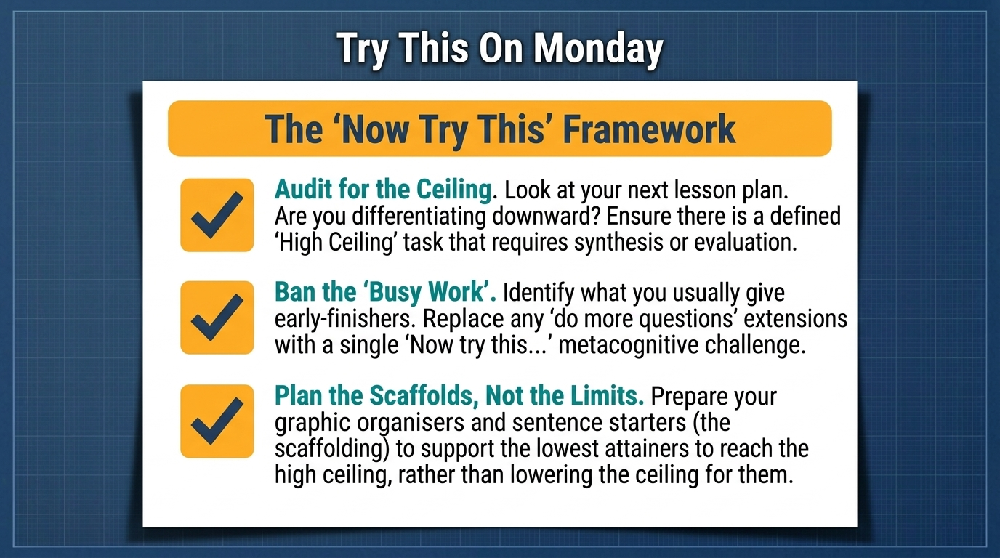 Try This On Monday
The ‘Now Try This’ Framework
Audit for the Ceiling. Look at your next lesson plan.
Are you differentiating downward? Ensure there is a defined
‘High Ceiling’ task that requires synthesis or evaluation.
Ban the ‘Busy Work’. Identify what you usually give
early-finishers. Replace any ‘do more questions’ extensions
with a single ‘Now try this...’ metacognitive challenge.
Plan the Scaffolds, Not the Limits. Prepare your
graphic organisers and sentence starters (the
scaffolding) to support the lowest attainers to reach the
high ceiling, rather than lowering the ceiling for them.